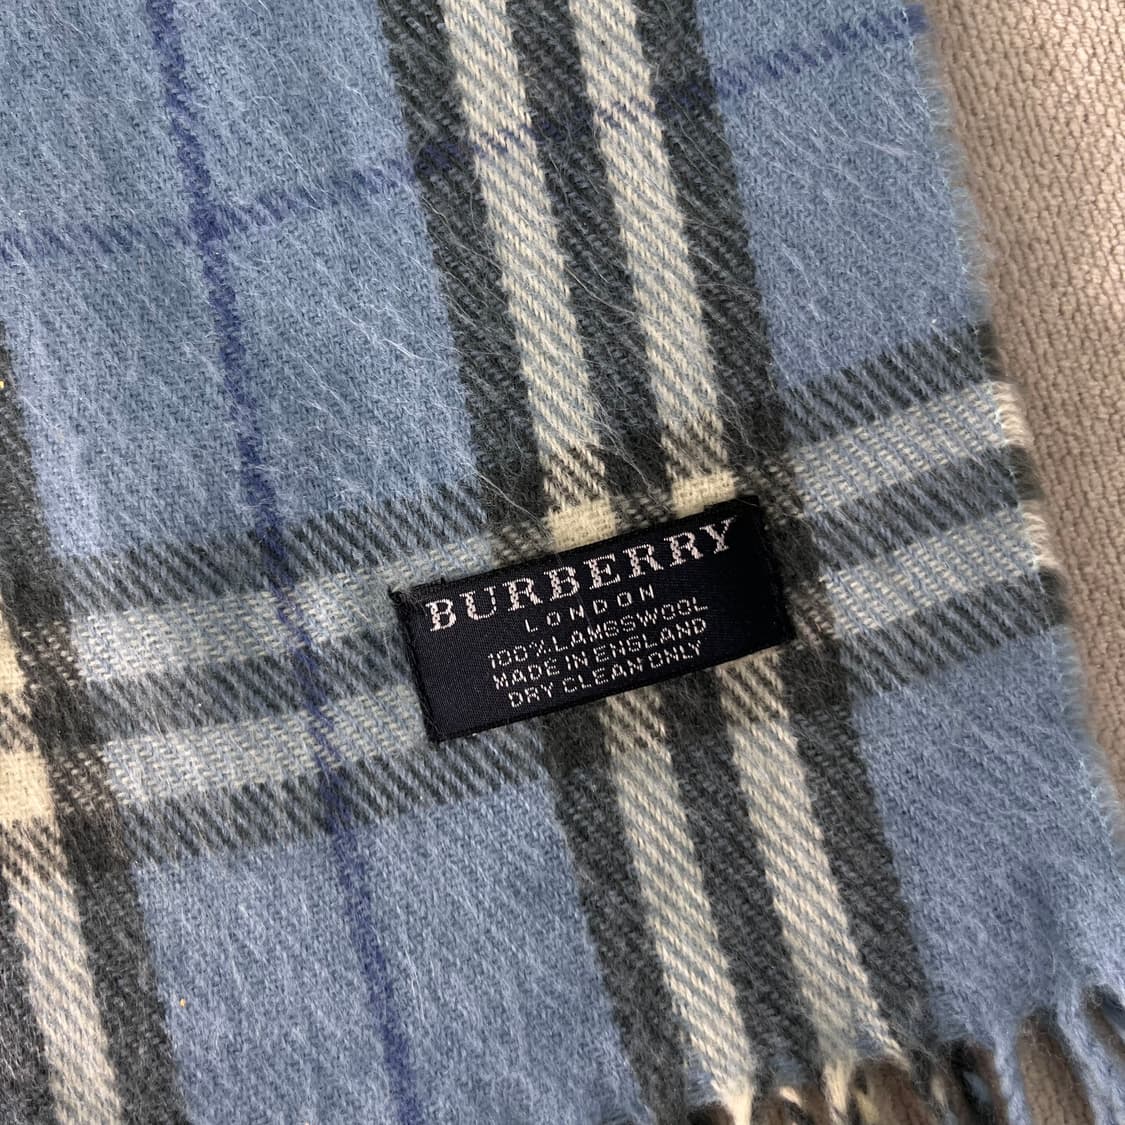 BURBERRY
LONDON
100% LAMBSWOOL
MADE IN ENGLAND
DRY CLEAN ONLY